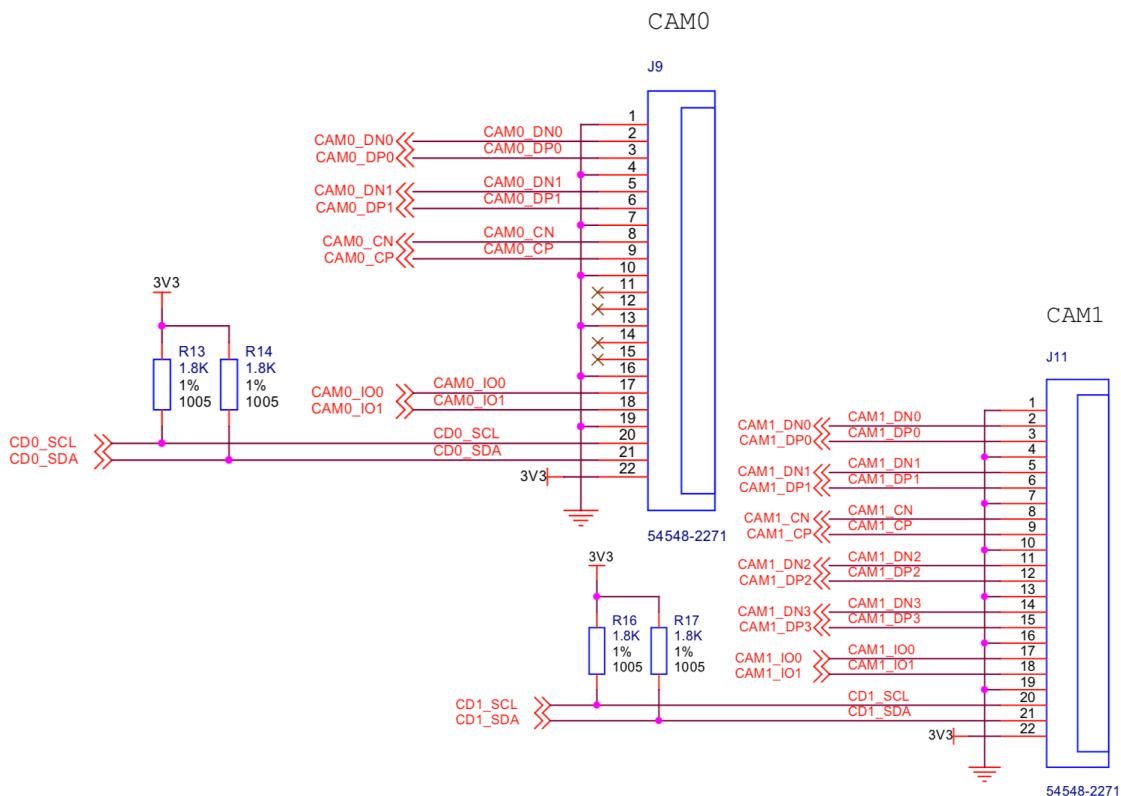 CAM0
J9
1
CAM0_DN0 CAM0_DN0 2
CAM0_DP0 CAM0_DP0 3
4
CAM0_DN1 CAM0_DN1 5
CAM0_DP1 CAM0_DP1 6
7
CAM0_CN CAM0_CN 8
CAM0_CP CAM0_CP 9
10
11
12
13
14
15
16
CAM0_IO0 CAM0_IO0 17
CAM0_IO1 CAM0_IO1 18
19
CD0_SCL CD0_SCL 20
CD0_SDA CD0_SDA 21
3V3 22
54548-2271
3V3
R13 R14
1.8K 1.8K
1% 1%
1005 1005
CAM1
J11
1
CAM1_DN0 CAM1_DN0 2
CAM1_DP0 CAM1_DP0 3
4
CAM1_DN1 CAM1_DN1 5
CAM1_DP1 CAM1_DP1 6
7
CAM1_CN CAM1_CN 8
CAM1_CP CAM1_CP 9
10
CAM1_DN2 CAM1_DN2 11
CAM1_DP2 CAM1_DP2 12
13
CAM1_DN3 CAM1_DN3 14
CAM1_DP3 CAM1_DP3 15
16
CAM1_IO0 CAM1_IO0 17
CAM1_IO1 CAM1_IO1 18
19
CD1_SCL CD1_SCL 20
CD1_SDA CD1_SDA 21
3V3 22
54548-2271
3V3
R16 R17
1.8K 1.8K
1% 1%
1005 1005